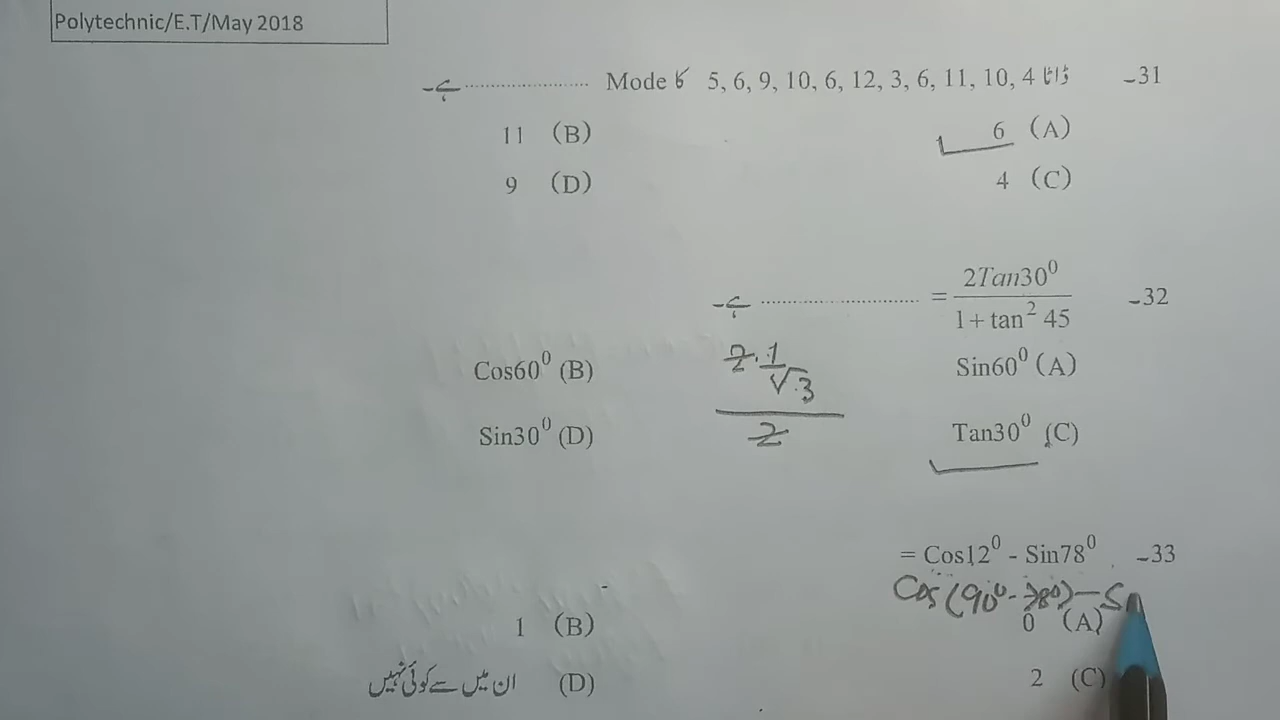 Polytechnic/E.T/May 2018
31- ڈاٹا 5, 6, 9, 10, 6, 12, 3, 6, 11, 10, 4 کا Mode ........................ ہے-
6 (A)
11 (B)
4 (C)
9 (D)
32- 2Tan30⁰ / 1 + tan² 45 = ........................ ہے-
Sin60⁰ (A)
Cos60⁰ (B)
2 · 1/√3
2
Tan30⁰ (C)
Sin30⁰ (D)
33- Cos12⁰ - Sin78⁰ =
Cos (90⁰ - 78⁰) - S
0 (A)
1 (B)
2 (C)
ان میں سے کوئی نہیں (D)